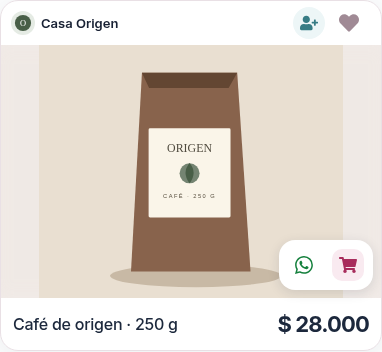 Casa Origen
ORIGEN
CAFÉ · 250 G
Café de origen · 250 g
$ 28.000